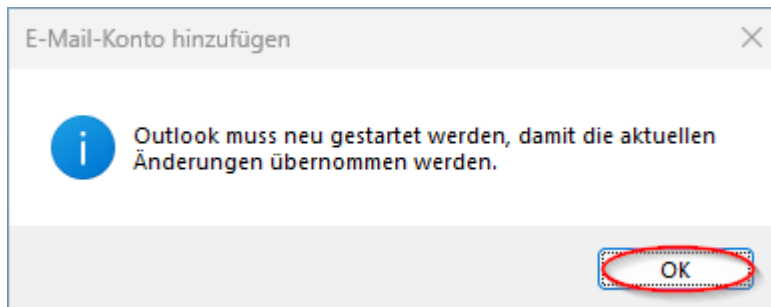 E-Mail-Konto hinzufügen
Outlook muss neu gestartet werden, damit die aktuellen
Änderungen übernommen werden.
OK